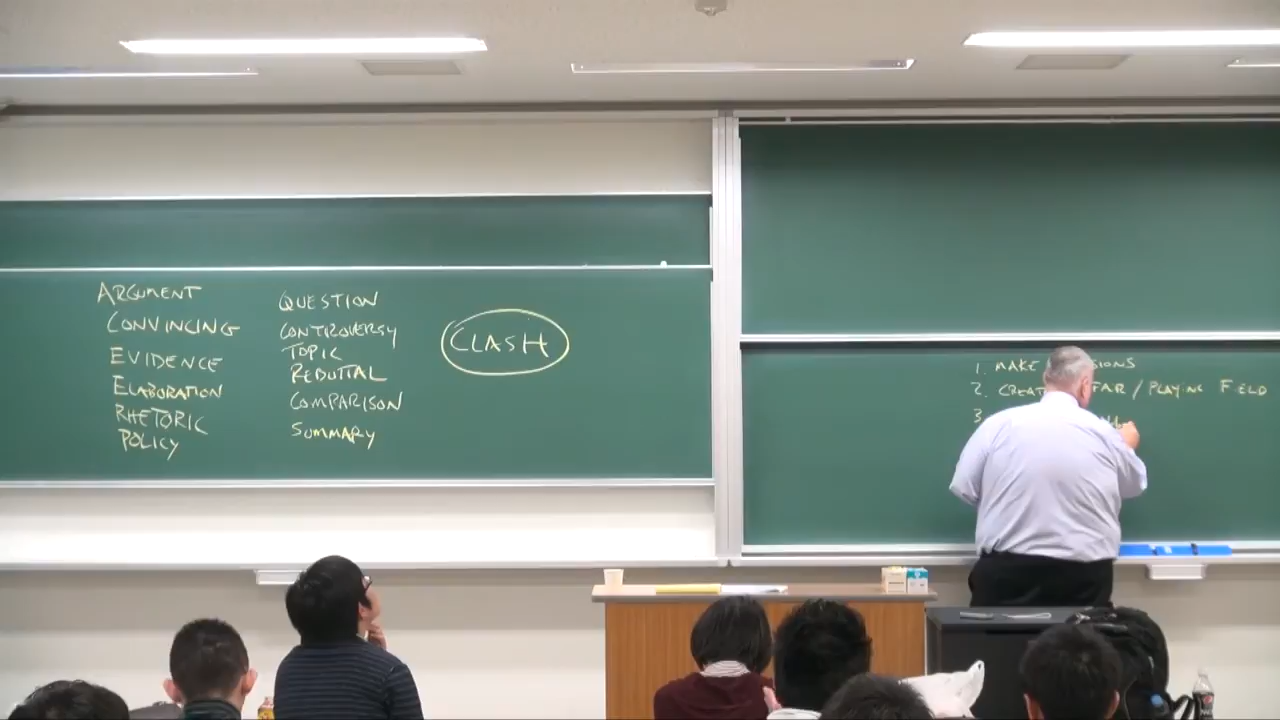 ARGUMENT
CONVINCING
EVIDENCE
ELABORATION
RHETORIC
POLICY
QUESTION
CONTROVERSY
TOPIC
REBUTTAL
COMPARISON
SUMMARY
CLASH
1. MAKE
2. FAR / PLAYING FIELD
3